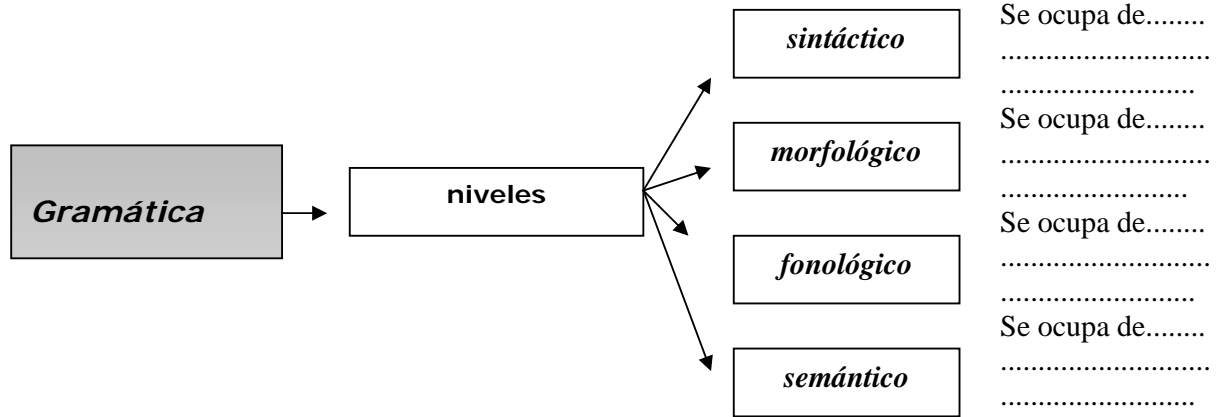 Gramática
niveles
sintáctico
Se ocupa de........
............................
..........................
morfológico
Se ocupa de........
............................
.........................
fonológico
Se ocupa de........
............................
..........................
semántico
Se ocupa de........
............................
..........................